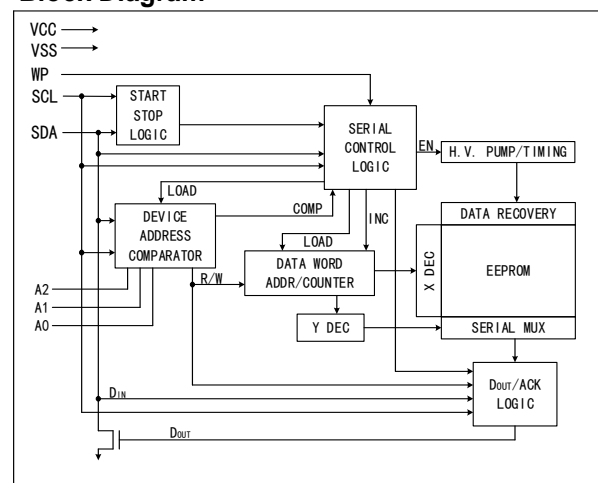 VCC
VSS
WP
SCL
SDA
START
STOP
LOGIC
SERIAL
CONTROL
LOGIC
EN
H.V. PUMP/TIMING
LOAD
COMP
INC
DEVICE
ADDRESS
COMPARATOR
LOAD
DATA RECOVERY
R/W
DATA WORD
ADDR/COUNTER
X DEC
EEPROM
A2
A1
A0
Y DEC
SERIAL MUX
DIN
DOUT/ACK
LOGIC
DOUT